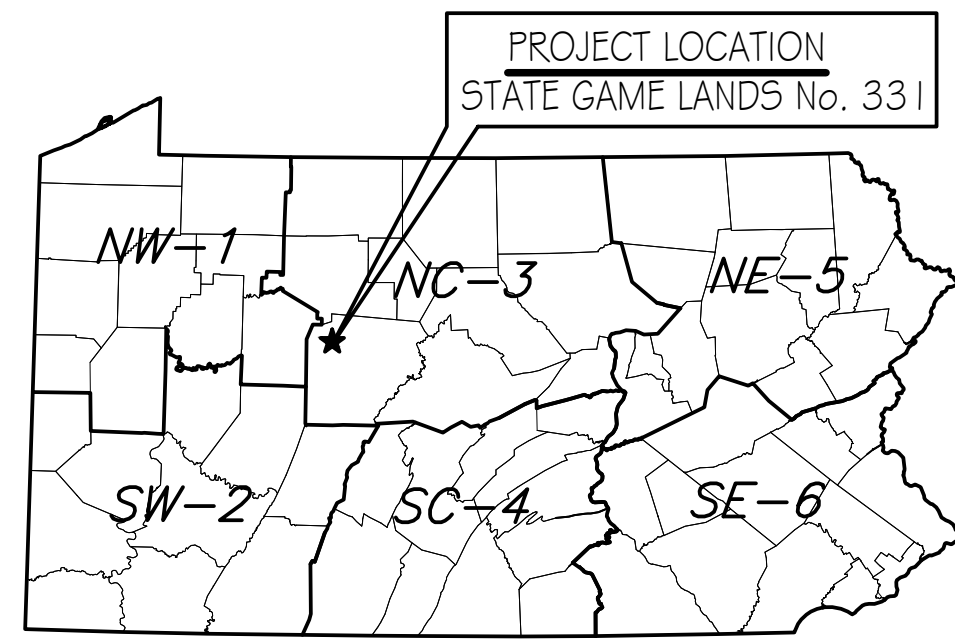 PROJECT LOCATION
STATE GAME LANDS No. 331
NW-1
NC-3
NE-5
SW-2
SC-4
SE-6